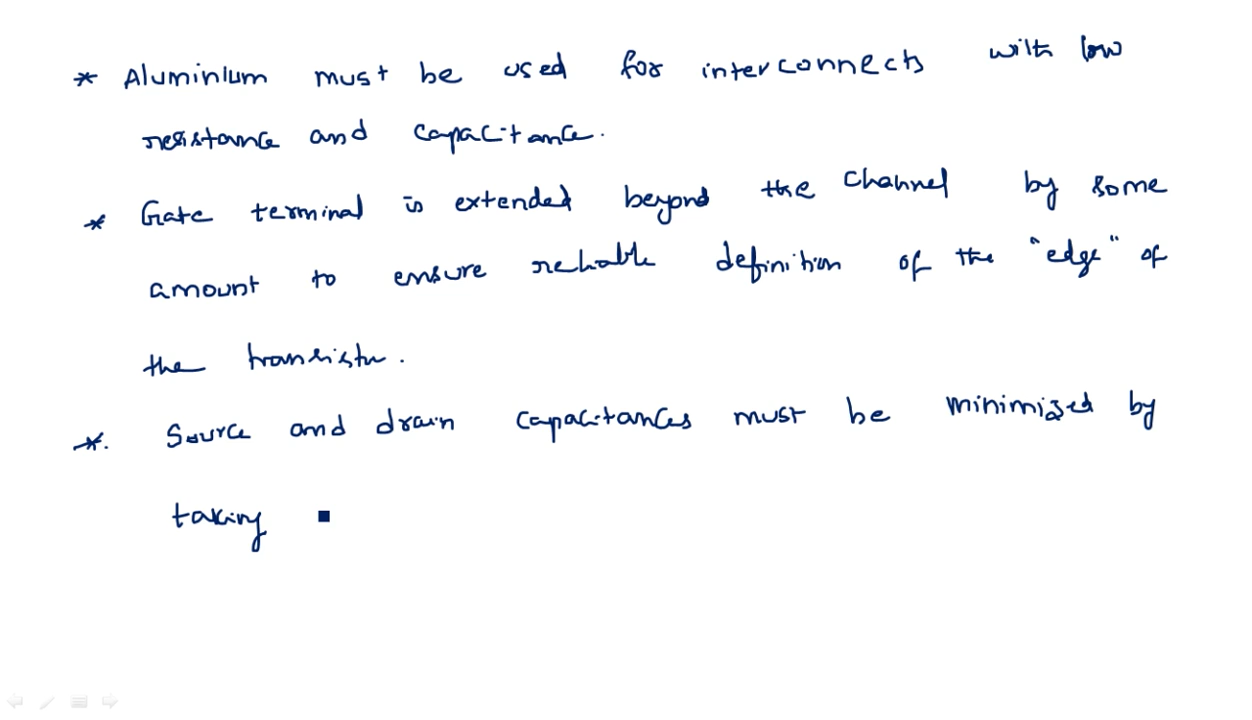 * Aluminium must be used for interconnects with low
resistance and capacitance.
* Gate terminal is extended beyond the channel by some
amount to ensure reliable definition of the "edge" of
the transistor.
*. Source and drain capacitances must be minimized by
taking